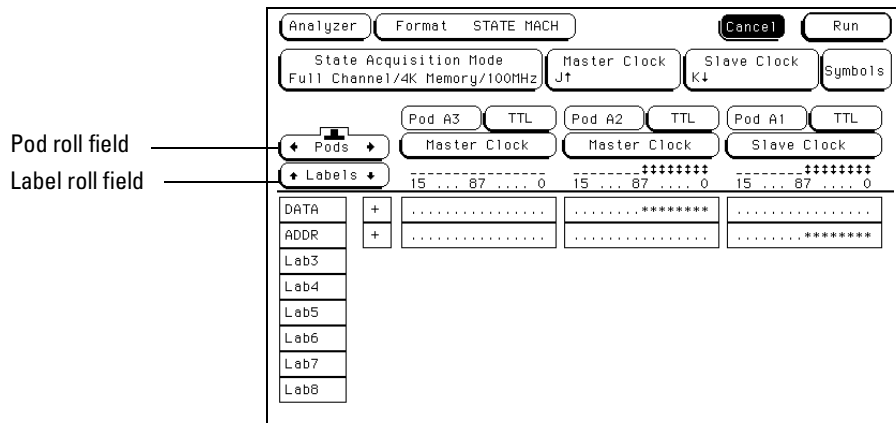 Analyzer Format STATE MACH Cancel Run
State Acquisition Mode Master Clock Slave Clock Symbols
Full Channel/4K Memory/100MHz J↑ K↓
Pod A3 TTL Pod A2 TTL Pod A1 TTL
Pod roll field ← Pods → Master Clock Master Clock Slave Clock
Label roll field ↑ Labels ↓ ---------------- --------↕↕↕↕↕↕↕↕ --------↕↕↕↕↕↕↕↕
15 ... 87 .... 0 15 ... 87 .... 0 15 ... 87 .... 0
DATA + ................ ........******** ................
ADDR + ................ ................ ........********
Lab3
Lab4
Lab5
Lab6
Lab7
Lab8